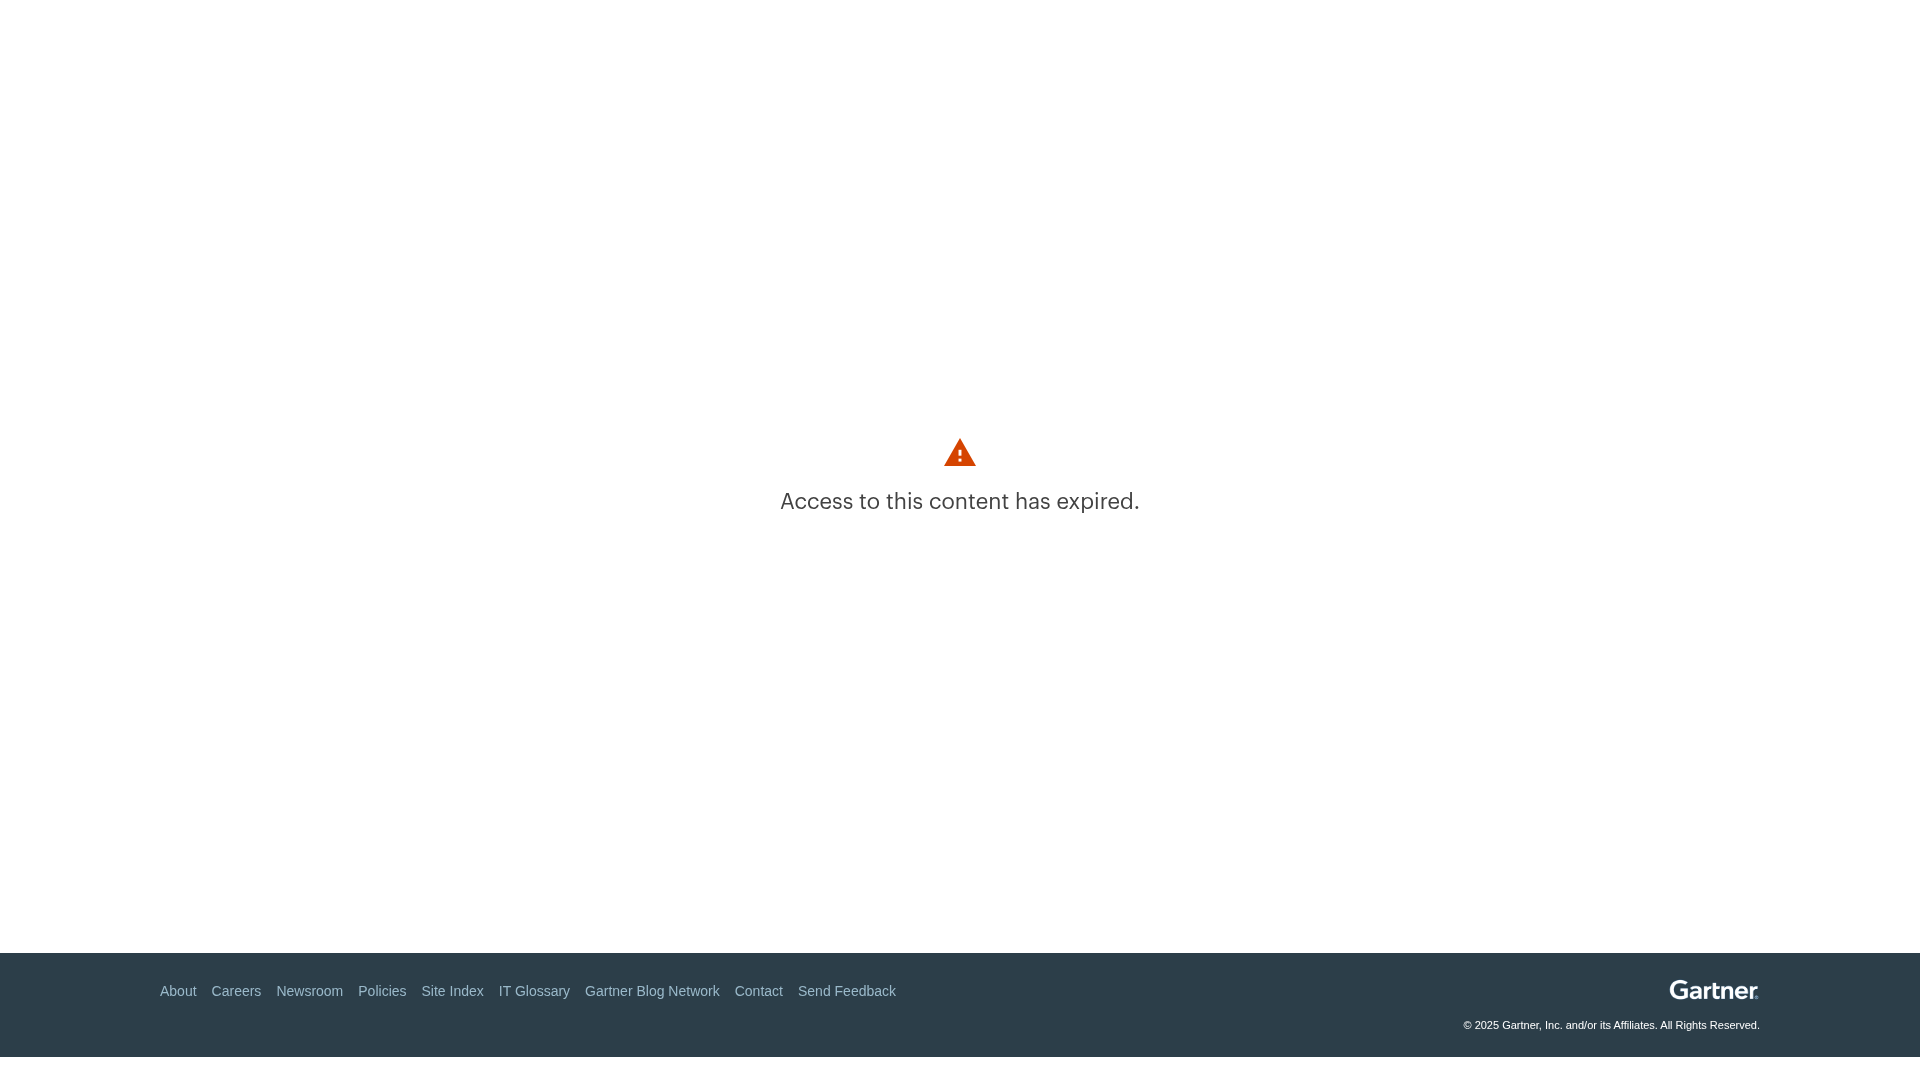 Access to this content has expired.
About Careers Newsroom Policies Site Index IT Glossary Gartner Blog Network Contact Send Feedback
Gartner®
© 2025 Gartner, Inc. and/or its Affiliates. All Rights Reserved.